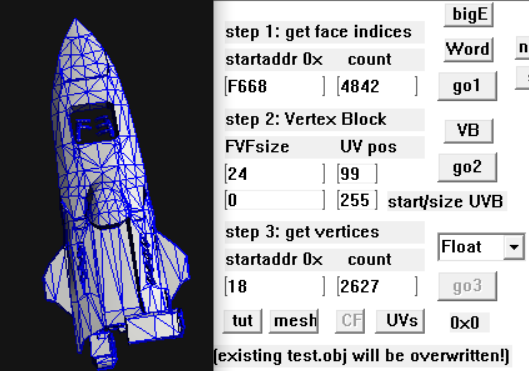 bigE
step 1: get face indices
Word
n
startaddr 0x count
[F668 ] [4842 ] go1
step 2: Vertex Block
VB
FVFsize UV pos
[24 ] [99 ] go2
[0 ] [255 ] start/size UVB
step 3: get vertices
Float
startaddr 0x count
[18 ] [2627 ] go3
tut mesh CF UVs 0x0
(existing test.obj will be overwritten!)